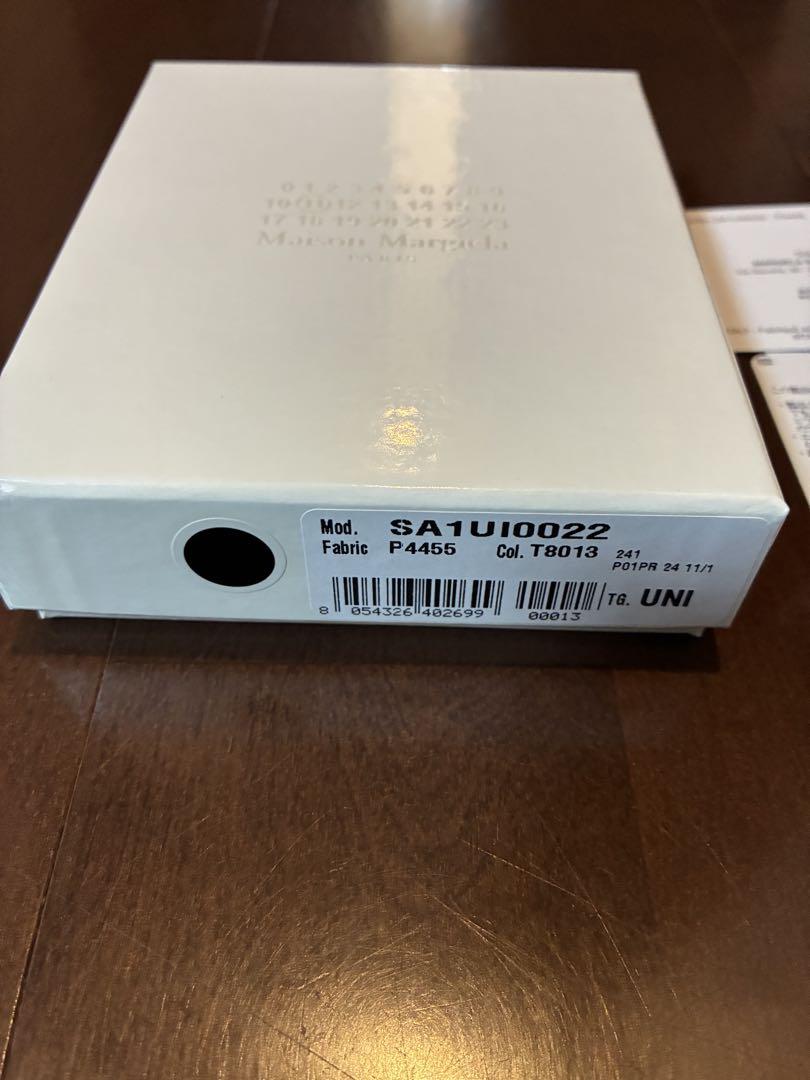 0 1 2 3 4 5 6 7 8 9
10 11 12 13 14 15 16
17 18 19 20 21 22 23
Maison Margiela
PARIS
Mod. SA1UI0022
Fabric P4455 Col. T8013 241
P01PR 24 11/1
8 054326 402699 00013 TG. UNI